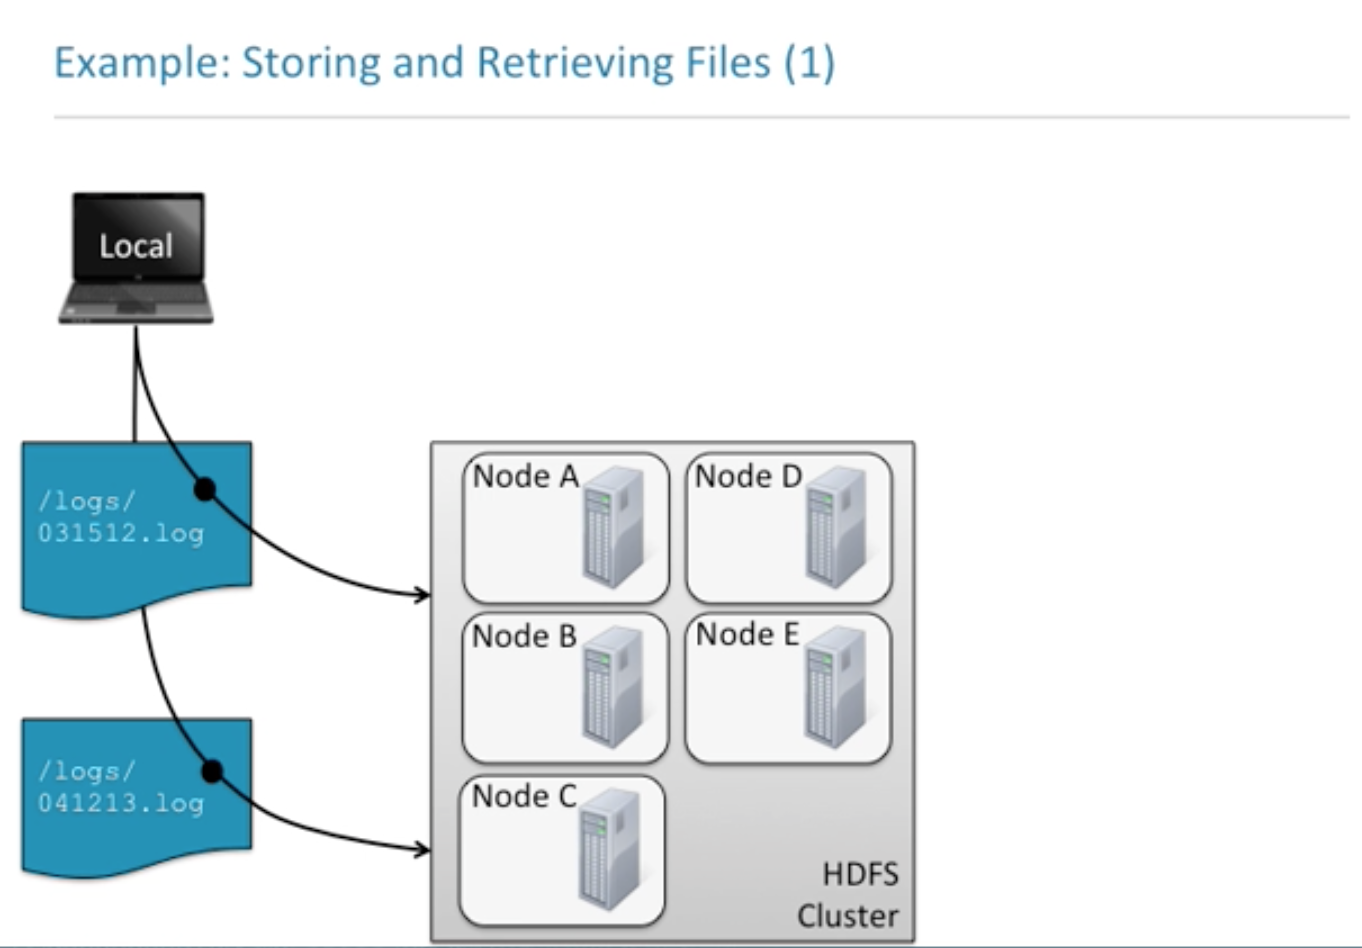 Example: Storing and Retrieving Files (1)
Local
/logs/
031512.log
/logs/
041213.log
Node A
Node D
Node B
Node E
Node C
HDFS
Cluster